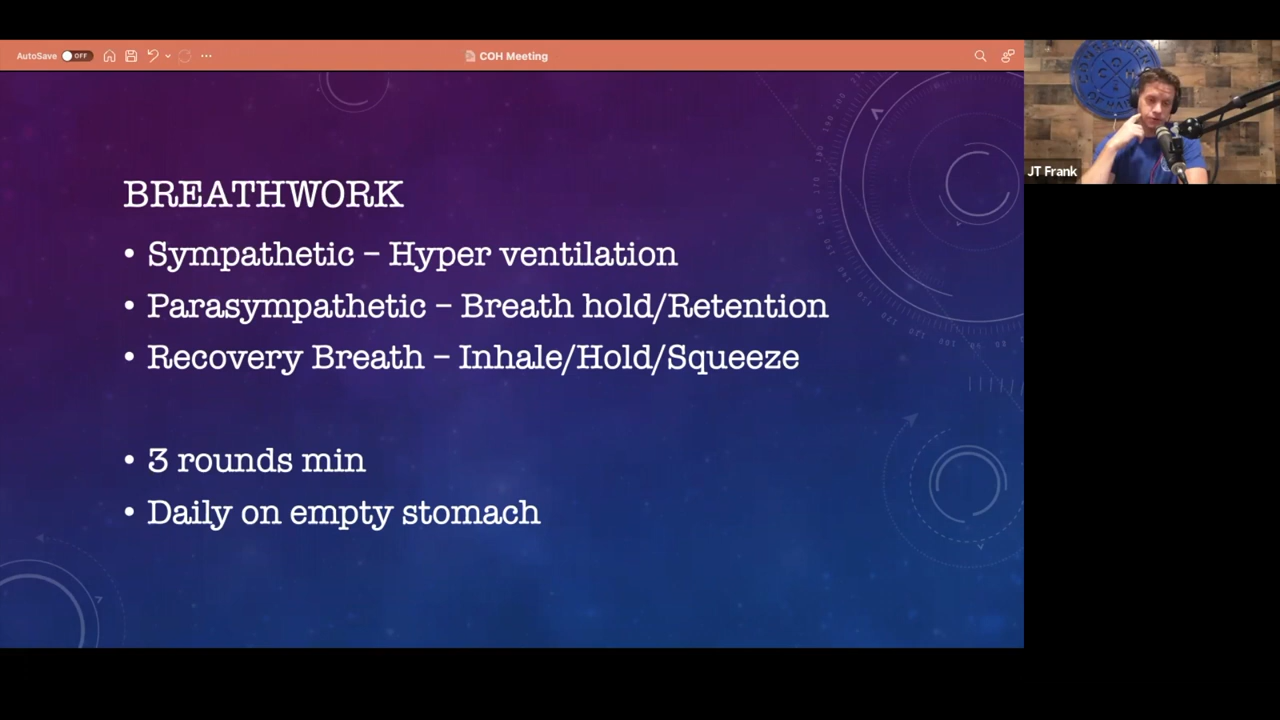 AutoSave OFF
COH Meeting
BREATHWORK
• Sympathetic – Hyper ventilation
• Parasympathetic – Breath hold/Retention
• Recovery Breath – Inhale/Hold/Squeeze
• 3 rounds min
• Daily on empty stomach
JT Frank